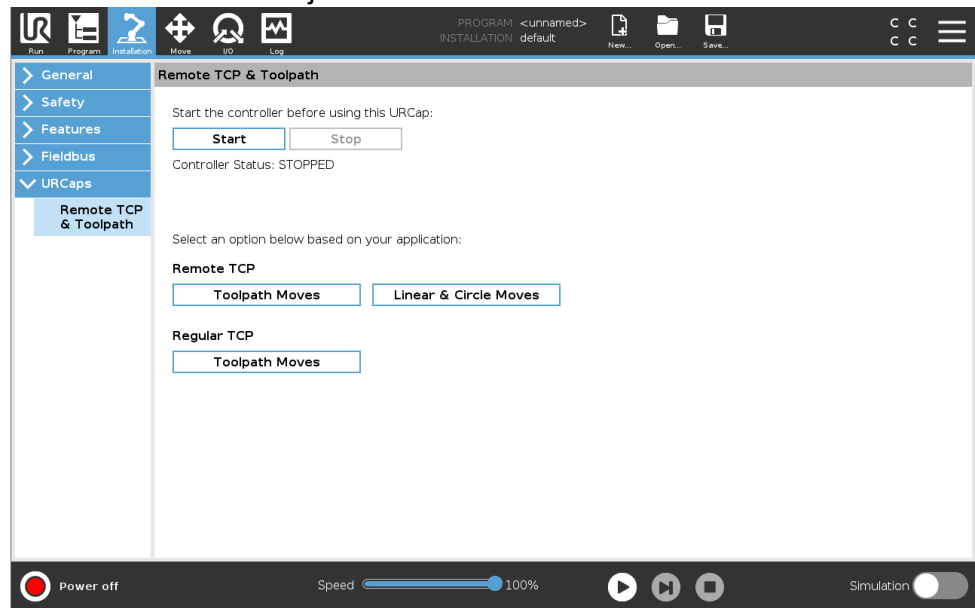 PROGRAM <unnamed>
INSTALLATION default
C C
C C
UR
Run Program Installation Move I/O Log New... Open... Save...
General
Safety
Features
Fieldbus
URCaps
Remote TCP
& Toolpath
Remote TCP & Toolpath
Start the controller before using this URCap:
Start Stop
Controller Status: STOPPED
Select an option below based on your application:
Remote TCP
Toolpath Moves Linear & Circle Moves
Regular TCP
Toolpath Moves
Power off Speed 100% Simulation